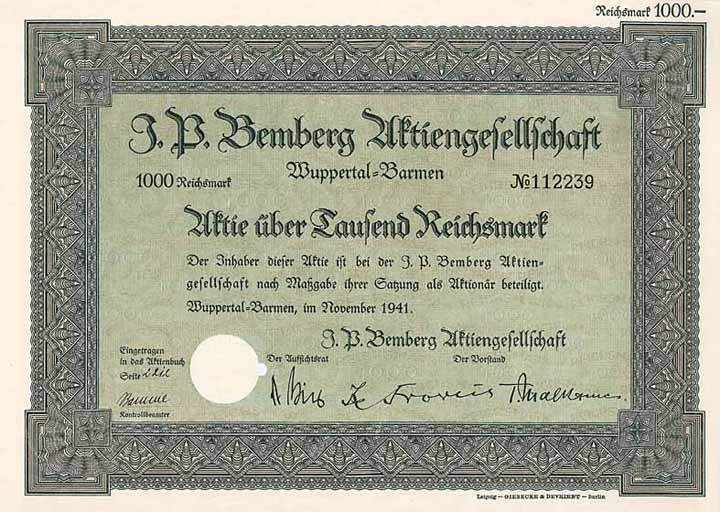 Reichsmark 1000.—
J. P. Bemberg Aktiengesellschaft
Wuppertal-Barmen
1000 Reichsmark
№112239
Aktie über Tausend Reichsmark
Der Inhaber dieser Aktie ist bei der J. P. Bemberg Aktien-
gesellschaft nach Maßgabe ihrer Satzung als Aktionär beteiligt.
Wuppertal-Barmen, im November 1941.
J. P. Bemberg Aktiengesellschaft
Der Aufsichtsrat
Der Vorstand
Eingetragen
in das Aktienbuch
Seite
Kontrollbeamter
Leipzig — GIESECKE & DEVRIENT — Berlin